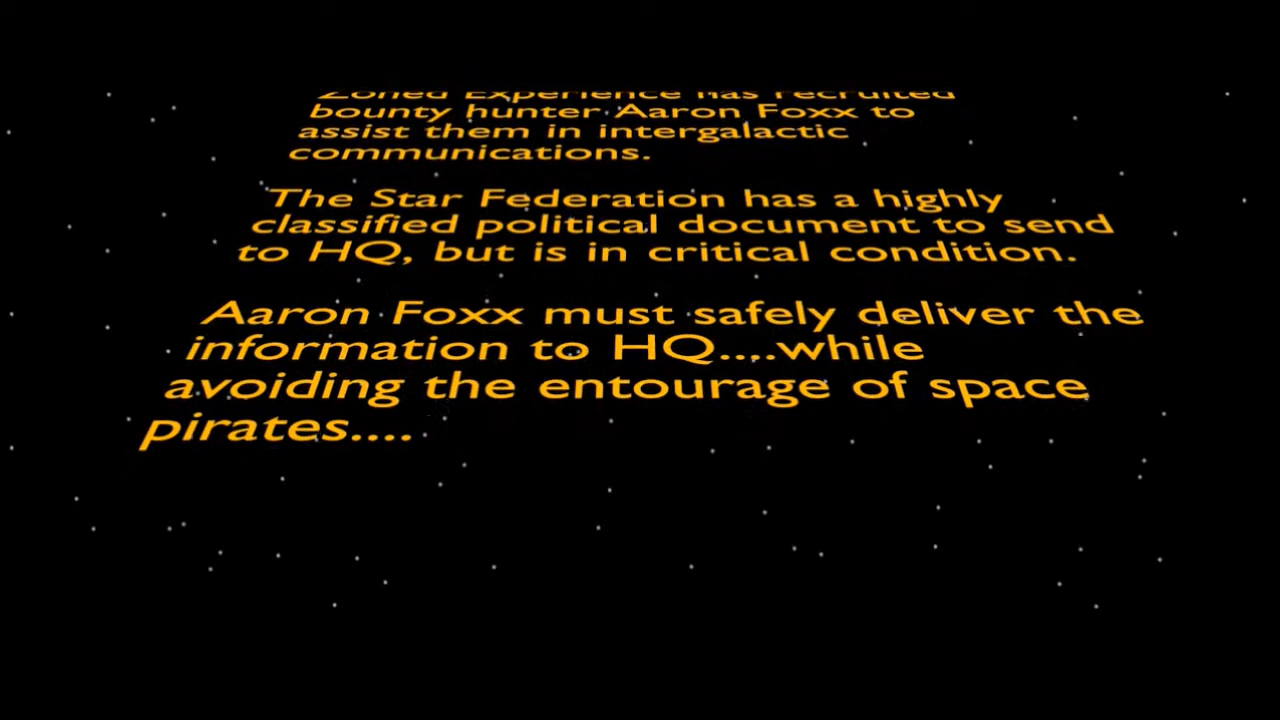 Zoned Experience has recruited
bounty hunter Aaron Foxx to
assist them in intergalactic
communications.
The Star Federation has a highly
classified political document to send
to HQ, but is in critical condition.
Aaron Foxx must safely deliver the
information to HQ....while
avoiding the entourage of space
pirates....